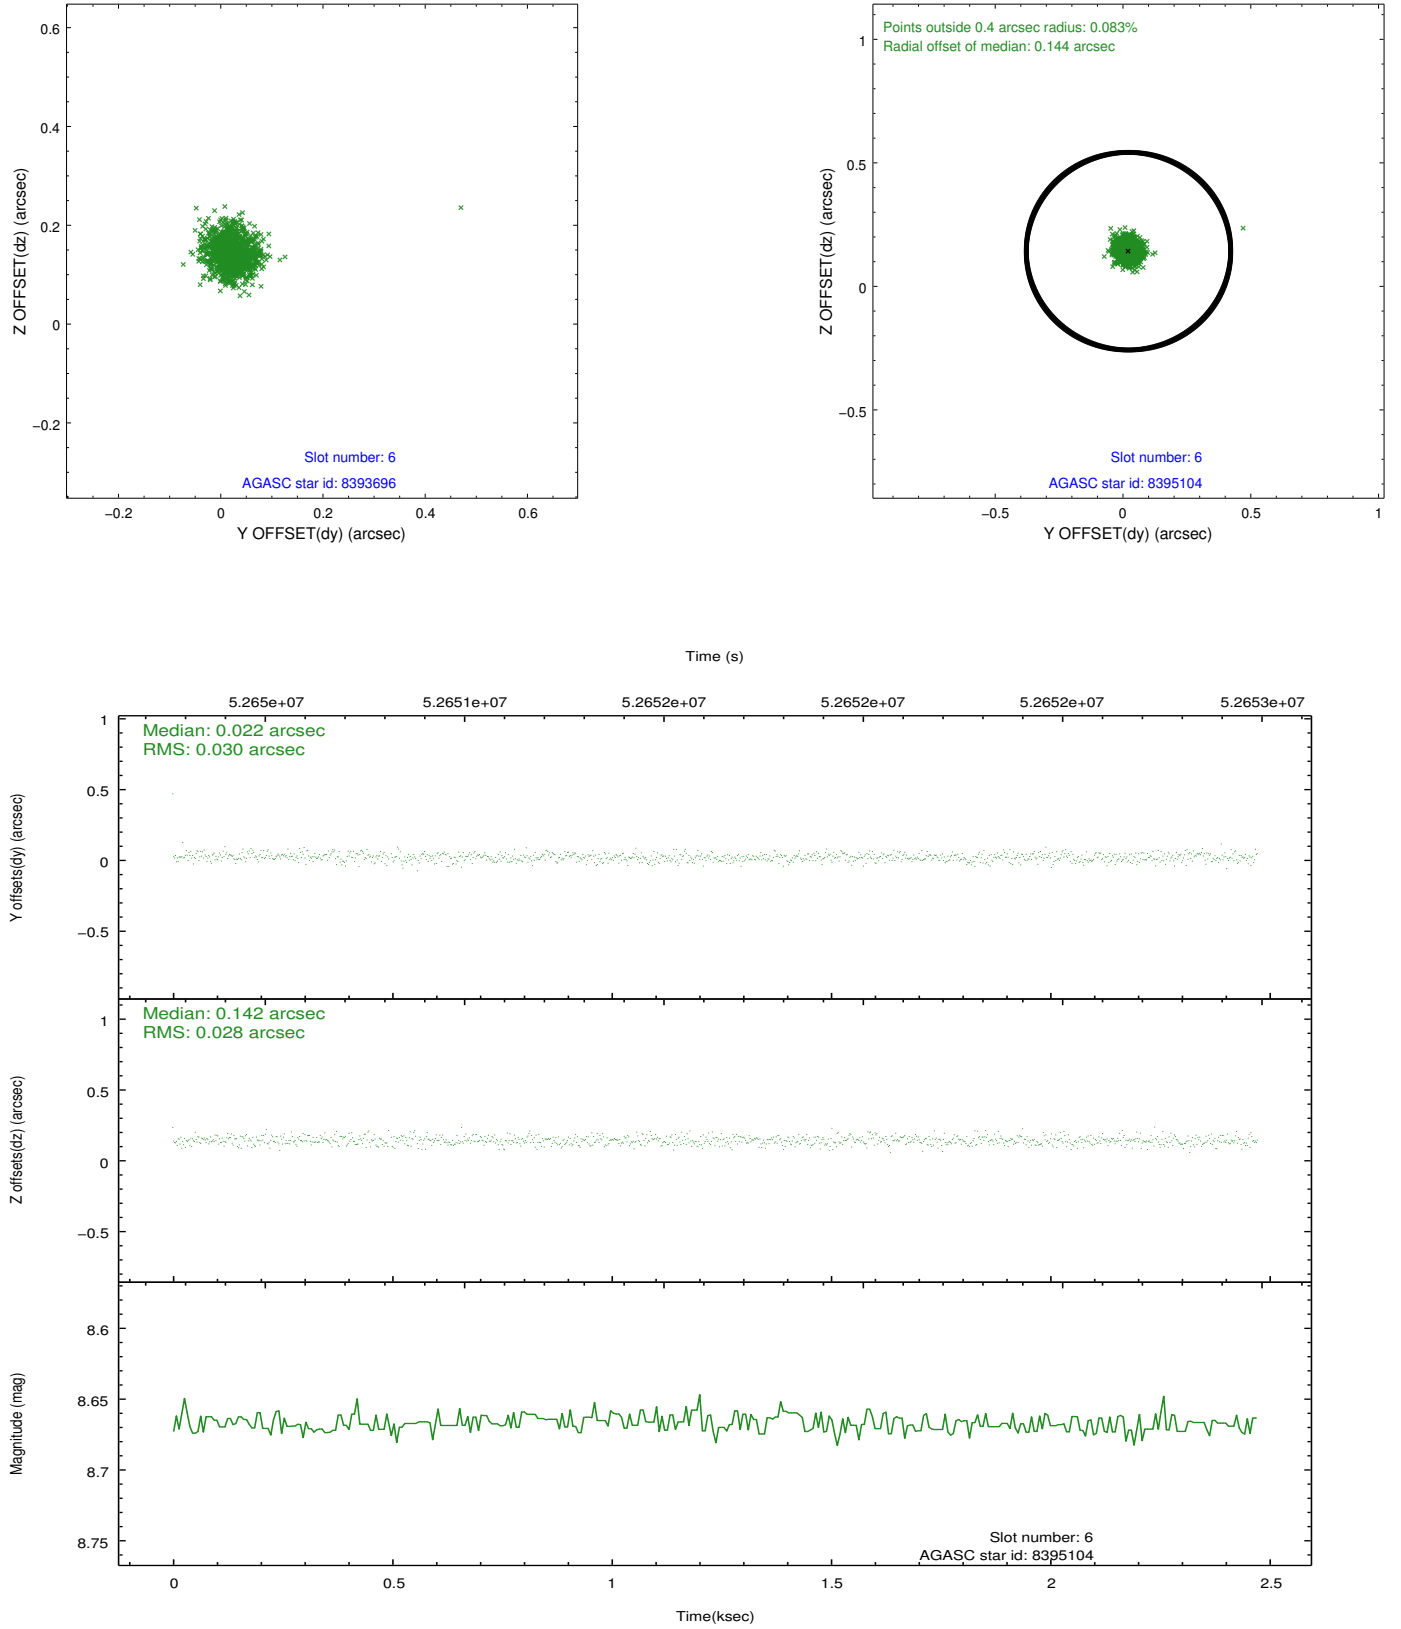 0.6
0.4
0.2
0
−0.2
Z OFFSET(dz) (arcsec)
Slot number: 6
AGASC star id: 8393696
−0.2 0 0.2 0.4 0.6
Y OFFSET(dy) (arcsec)
Points outside 0.4 arcsec radius: 0.083%
Radial offset of median: 0.144 arcsec
1
0.5
0
−0.5
Z OFFSET(dz) (arcsec)
Slot number: 6
AGASC star id: 8395104
−0.5 0 0.5 1
Y OFFSET(dy) (arcsec)
Time (s)
5.265e+07 5.2651e+07 5.2652e+07 5.2652e+07 5.2652e+07 5.2653e+07
Median: 0.022 arcsec
RMS: 0.030 arcsec
1
0.5
0
−0.5
Y offsets(dy) (arcsec)
Median: 0.142 arcsec
RMS: 0.028 arcsec
1
0.5
0
−0.5
Z offsets(dz) (arcsec)
8.6
8.65
8.7
8.75
Magnitude (mag)
Slot number: 6
AGASC star id: 8395104
0 0.5 1 1.5 2 2.5
Time(ksec)